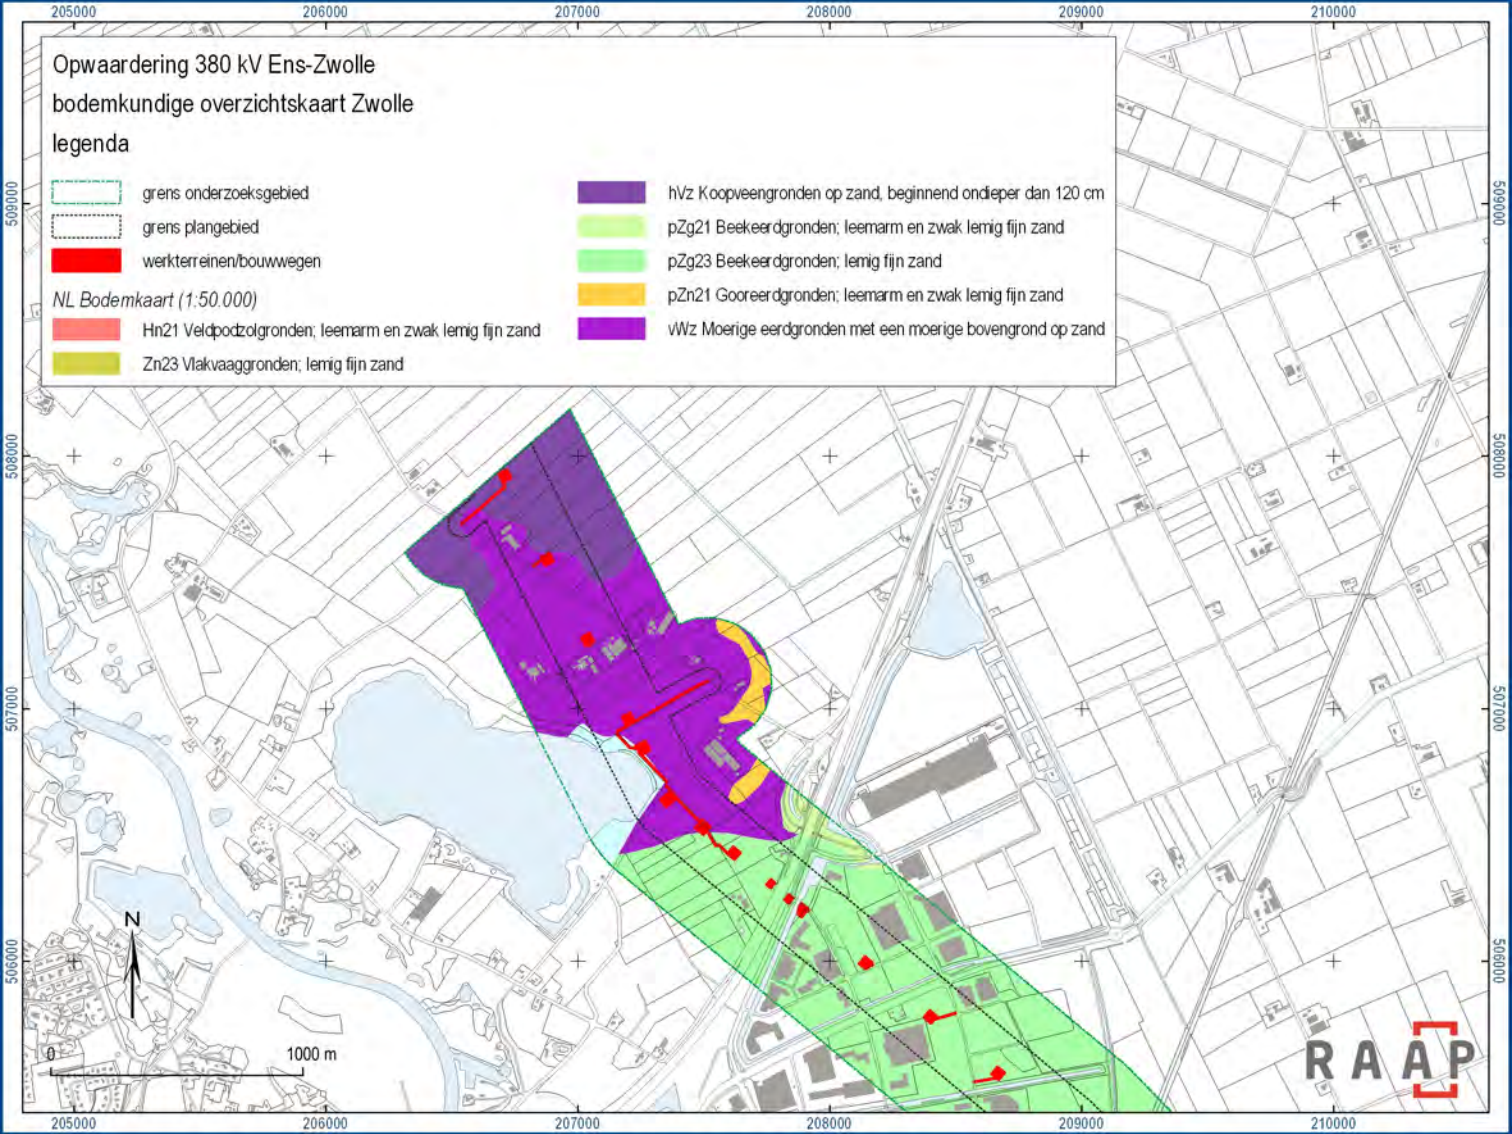 205000 206000 207000 208000 209000 210000
Opwaardering 380 kV Ens-Zwolle
bodemkundige overzichtskaart Zwolle
legenda
grens onderzoeksgebied
grens plangebied
werkterreinen/bouwwegen
NL Bodemkaart (1:50.000)
Hn21 Veldpodzolgronden; leemarm en zwak lemig fijn zand
Zn23 Vlakvaaggronden; lemig fijn zand
hVz Koopveengronden op zand, beginnend ondieper dan 120 cm
pZg21 Beekeerdgronden; leemarm en zwak lemig fijn zand
pZg23 Beekeerdgronden; lemig fijn zand
pZn21 Gooreerdgronden; leemarm en zwak lemig fijn zand
vWz Moerige eerdgronden met een moerige bovengrond op zand
509000 509000
508000 508000
507000 507000
506000 506000
N
0 1000 m
RAAP
205000 206000 207000 208000 209000 210000